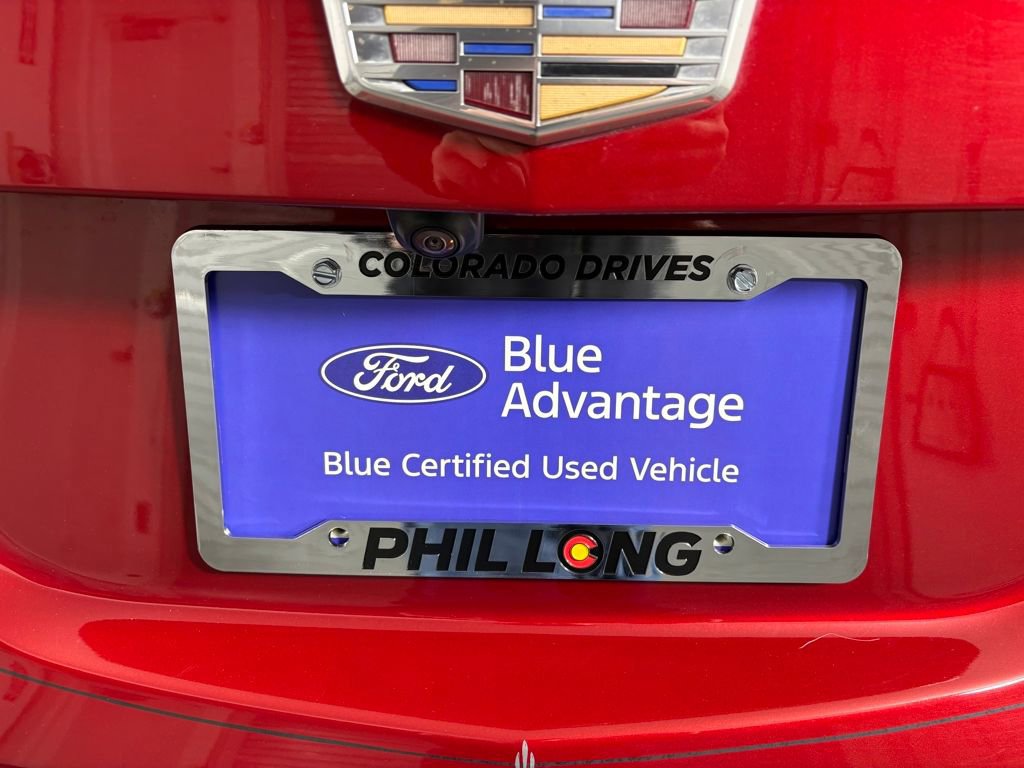 COLORADO DRIVES
Ford
Blue
Advantage
Blue Certified Used Vehicle
PHIL LONG